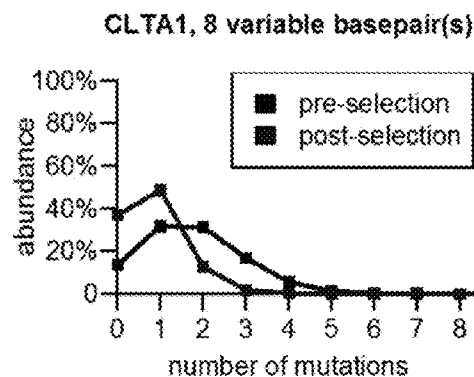 CLTA1, 8 variable basepair(s)
pre-selection
post-selection
abundance
100%
80%
60%
40%
20%
0
0 1 2 3 4 5 6 7 8
number of mutations